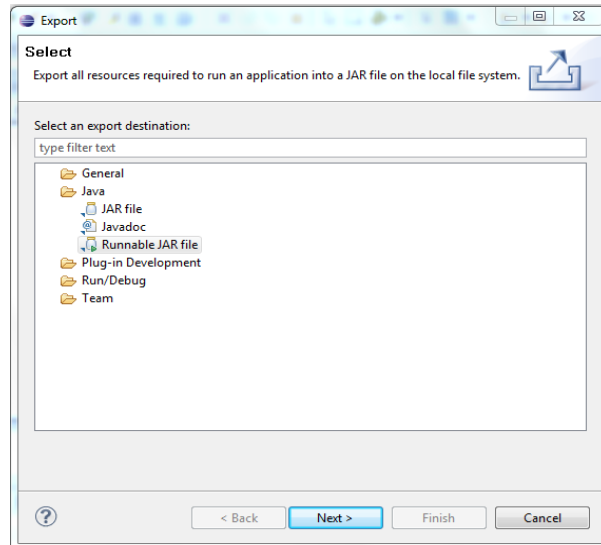 Export
Select
Export all resources required to run an application into a JAR file on the local file system.
Select an export destination:
type filter text
General
Java
JAR file
Javadoc
Runnable JAR file
Plug-in Development
Run/Debug
Team
? < Back Next > Finish Cancel